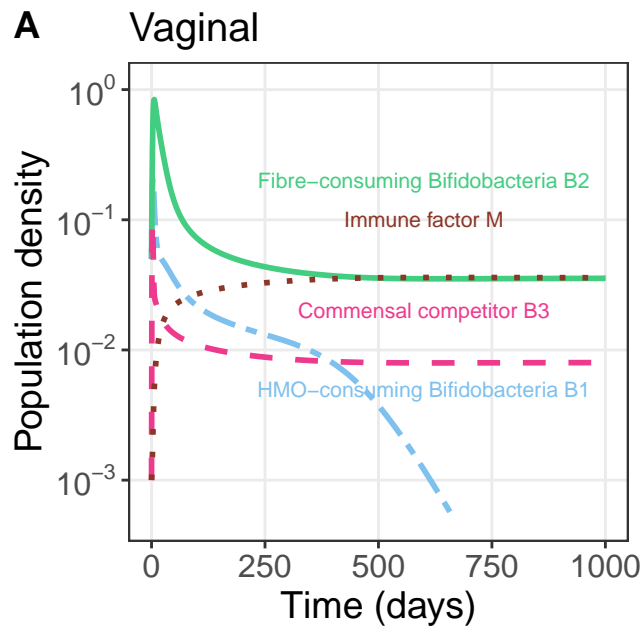 A Vaginal
10⁰
10⁻¹
10⁻²
10⁻³
Population density
Fibre−consuming Bifidobacteria B2
Immune factor M
Commensal competitor B3
HMO−consuming Bifidobacteria B1
0 250 500 750 1000
Time (days)